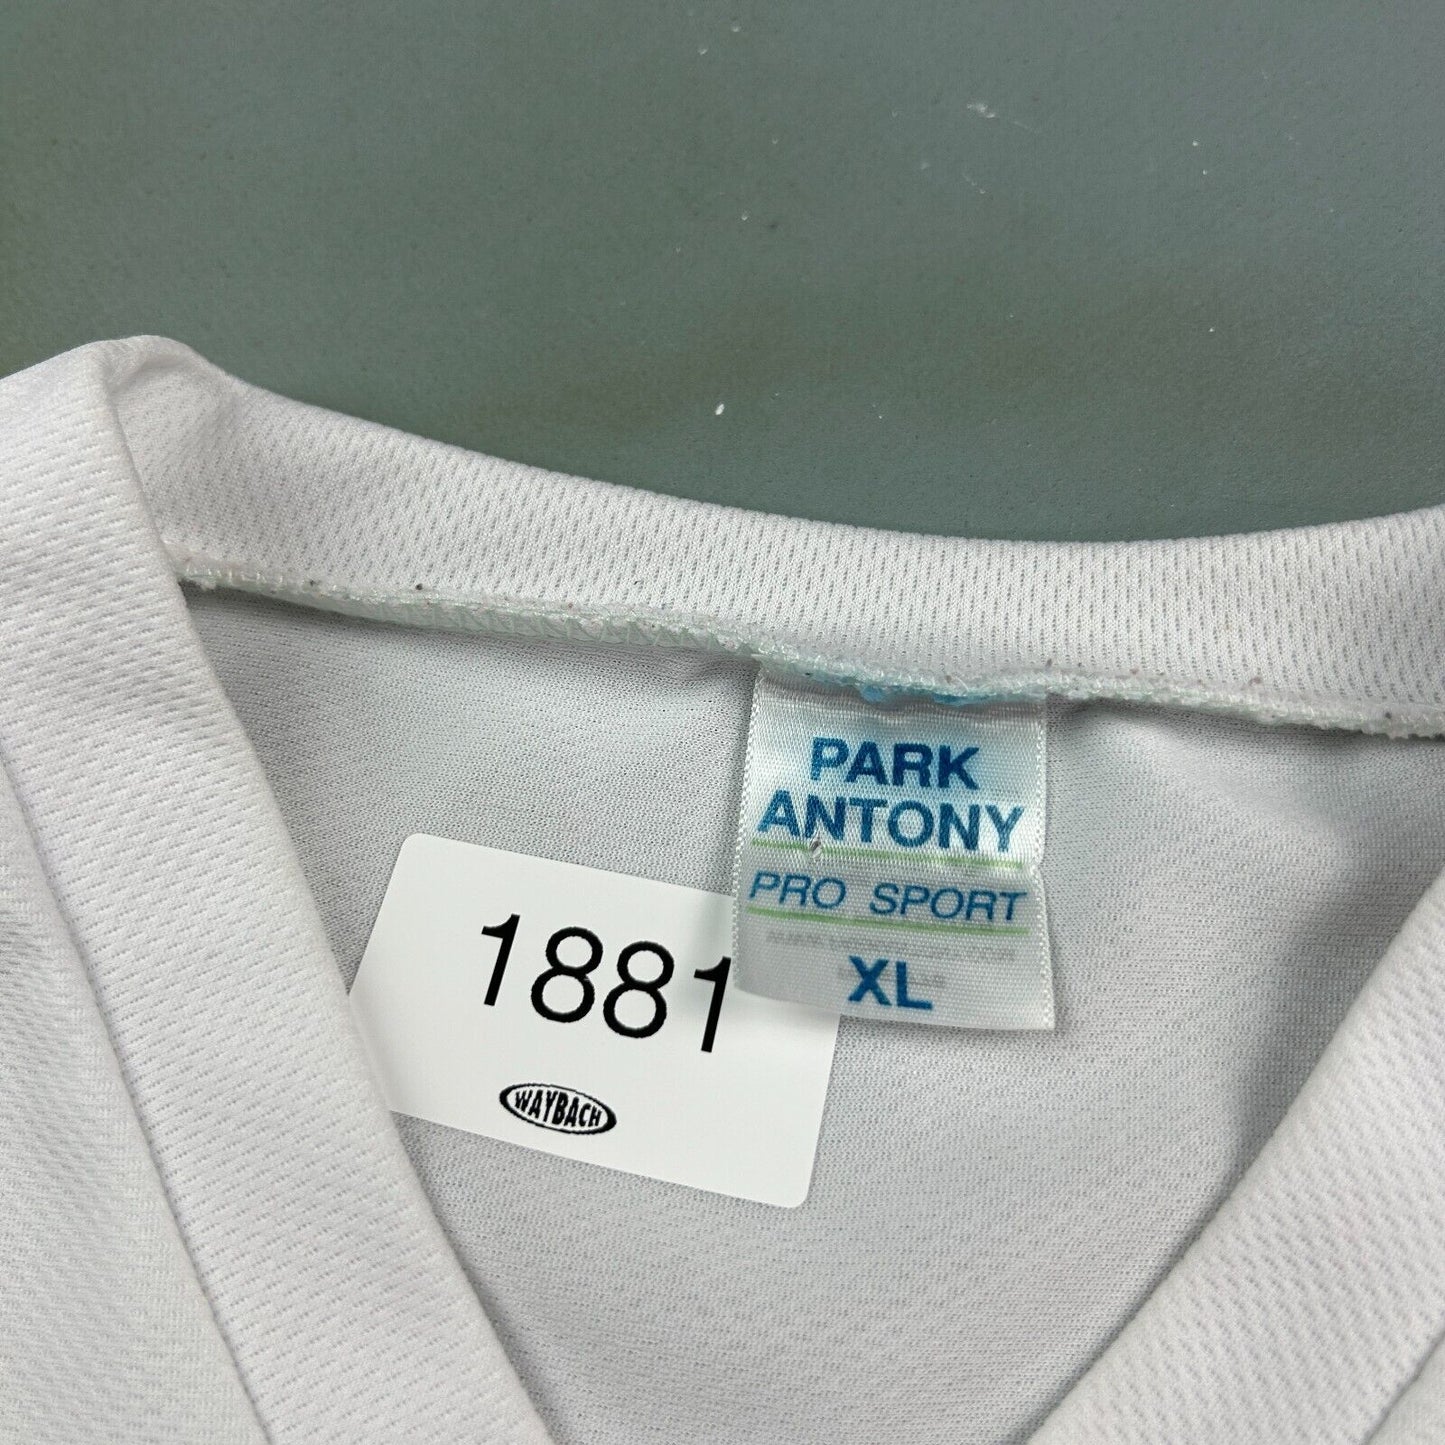 PARK
ANTONY
PRO SPORT
XL
1881
WAYBACH